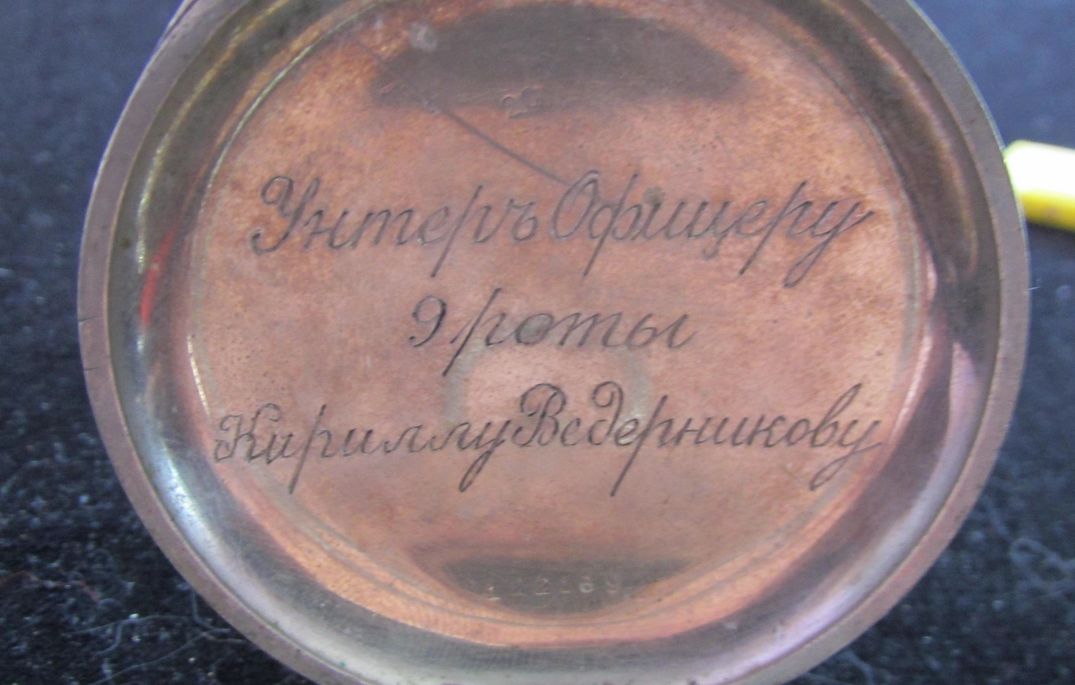 Унтеръ Офицеру
9 роты
Кириллу Ведерникову